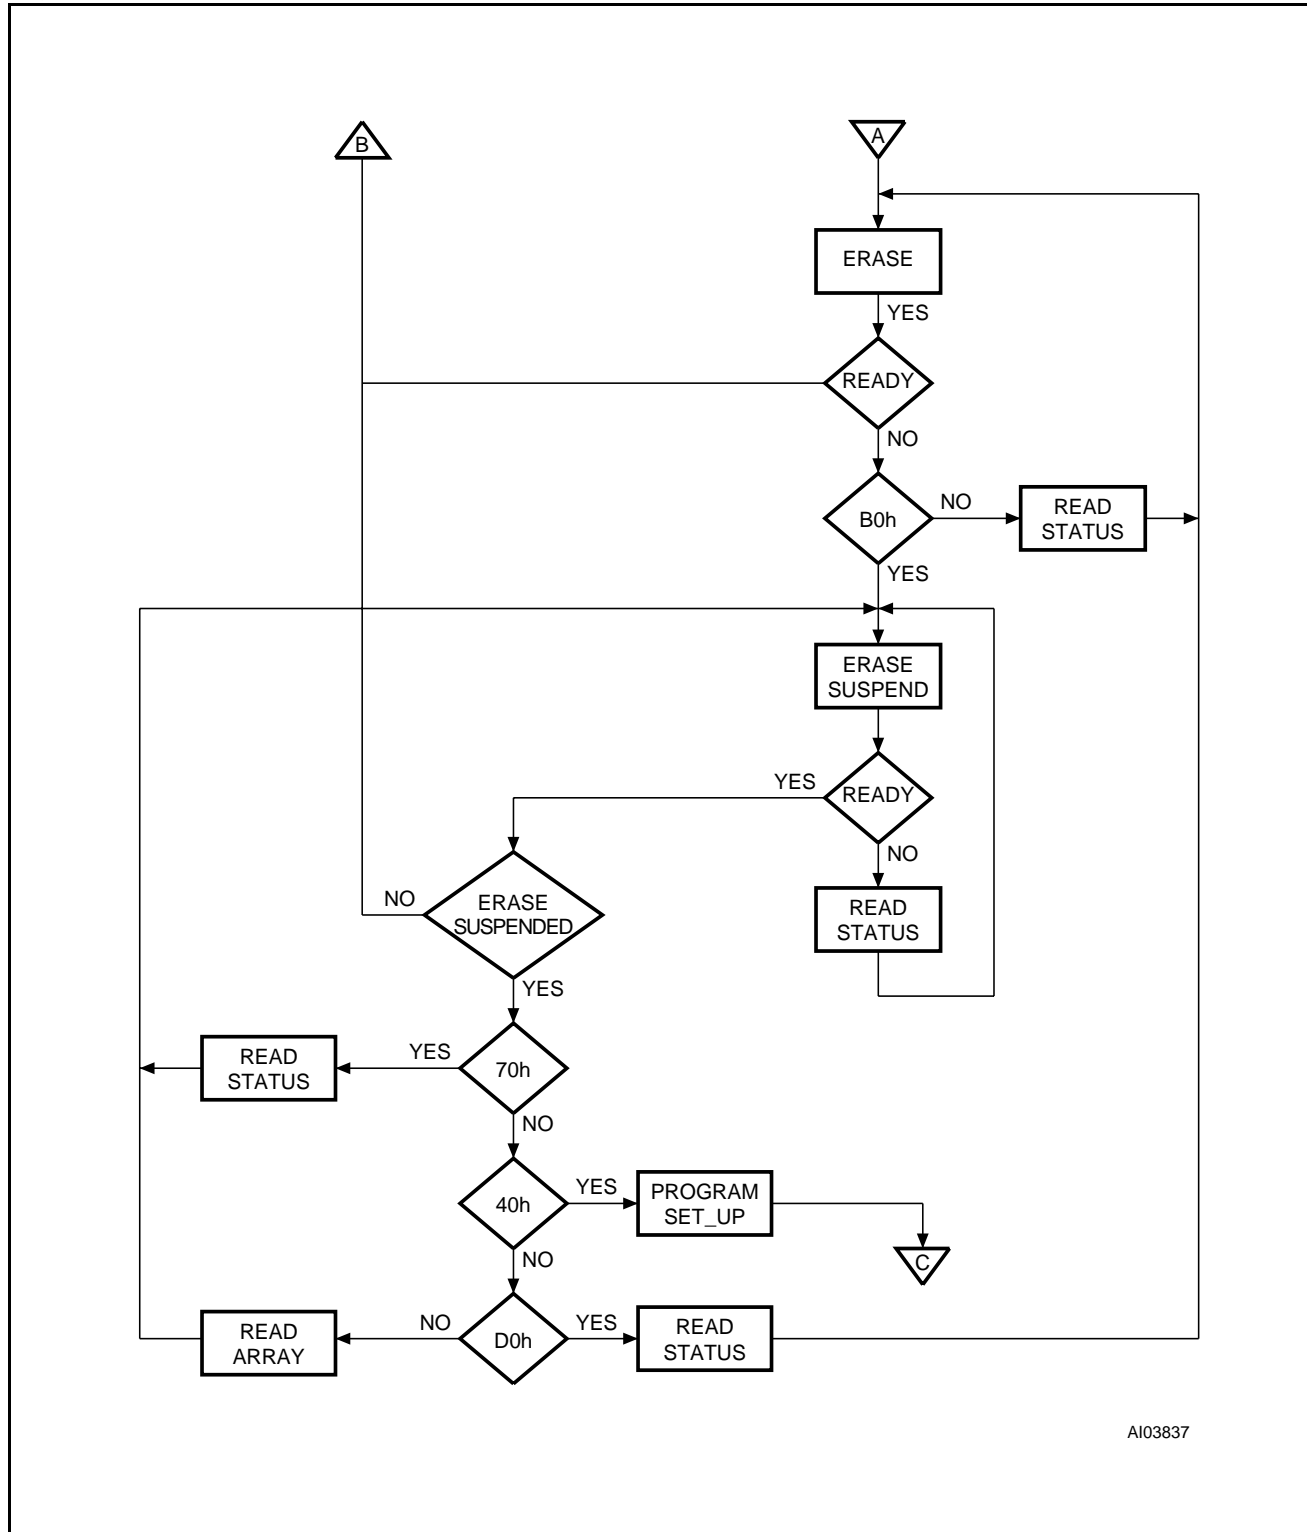 B
A
ERASE
YES
READY
NO
B0h
NO
READ
STATUS
YES
ERASE
SUSPEND
YES
READY
NO
NO
ERASE
SUSPENDED
READ
STATUS
YES
READ
STATUS
YES
70h
NO
40h
YES
PROGRAM
SET_UP
NO
C
READ
ARRAY
NO
D0h
YES
READ
STATUS
AI03837